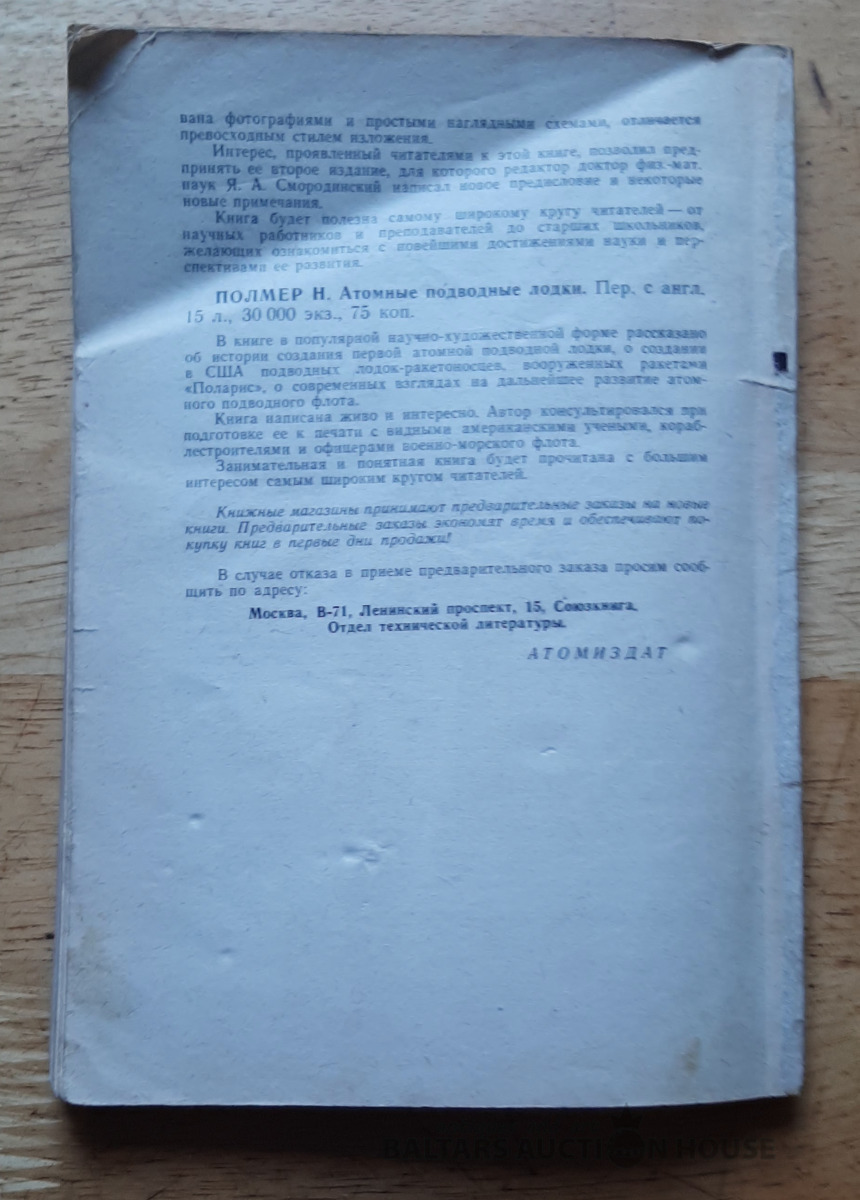 вана фотографиями и простыми наглядными схемами, отличается
превосходным стилем изложения.
Интерес, проявленный читателями к этой книге, позволил пред-
принять ее второе издание, для которого редактор доктор физ.-мат.
наук Я. А. Смородинский написал новое предисловие и некоторые
новые примечания.
Книга будет полезна самому широкому кругу читателей — от
научных работников и преподавателей до старших школьников,
желающих ознакомиться с новейшими достижениями науки и пер-
спективами ее развития.
ПОЛМЕР Н. Атомные подводные лодки. Пер. с англ.
15 л., 30 000 экз., 75 коп.
В книге в популярной научно-художественной форме рассказано
об истории создания первой атомной подводной лодки, о создании
в США подводных лодок-ракетоносцев, вооруженных ракетами
«Поларис», о современных взглядах на дальнейшее развитие атом-
ного подводного флота.
Книга написана живо и интересно. Автор консультировался при
подготовке ее к печати с видными американскими учеными, кораб-
лестроителями и офицерами военно-морского флота.
Занимательная и понятная книга будет прочитана с большим
интересом самым широким кругом читателей.
Книжные магазины принимают предварительные заказы на новые
книги. Предварительные заказы экономят время и обеспечивают по-
купку книг в первые дни продажи!
В случае отказа в приеме предварительного заказа просим сооб-
щить по адресу:
Москва, В-71, Ленинский проспект, 15, Союзкнига,
Отдел технической литературы.
АТОМИЗДАТ
BALTARS AUCTION HOUSE